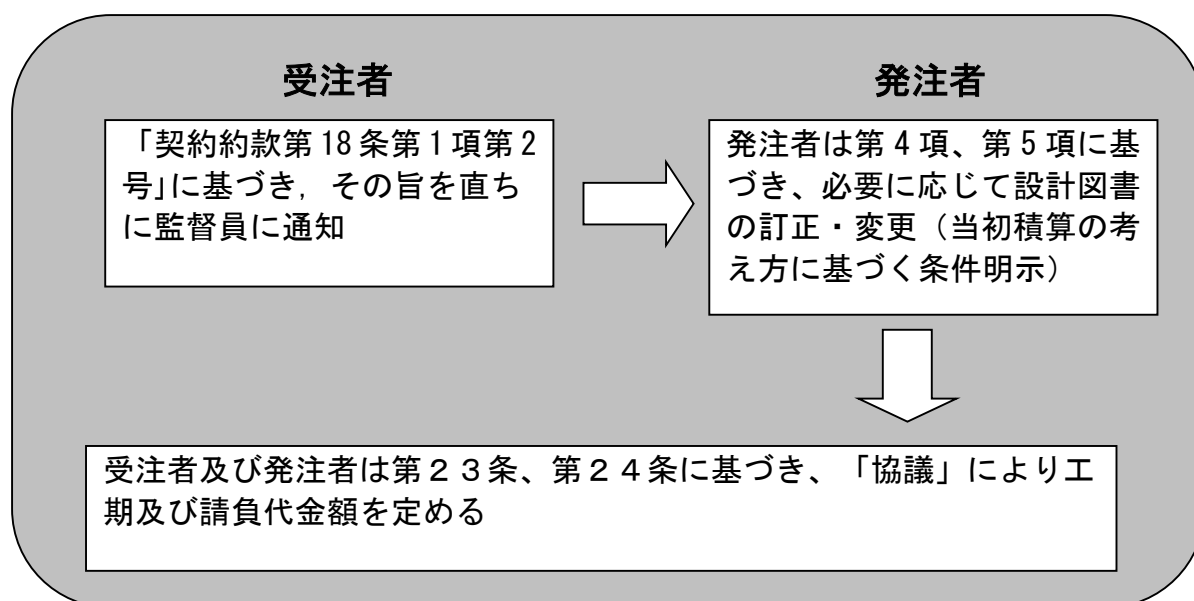 受注者
「契約約款第18条第1項第2
号」に基づき, その旨を直ち
に監督員に通知
発注者
発注者は第4項、第5項に基
づき、必要に応じて設計図書
の訂正・変更（当初積算の考
え方に基づく条件明示）
受注者及び発注者は第２３条、第２４条に基づき、「協議」により工
期及び請負代金額を定める